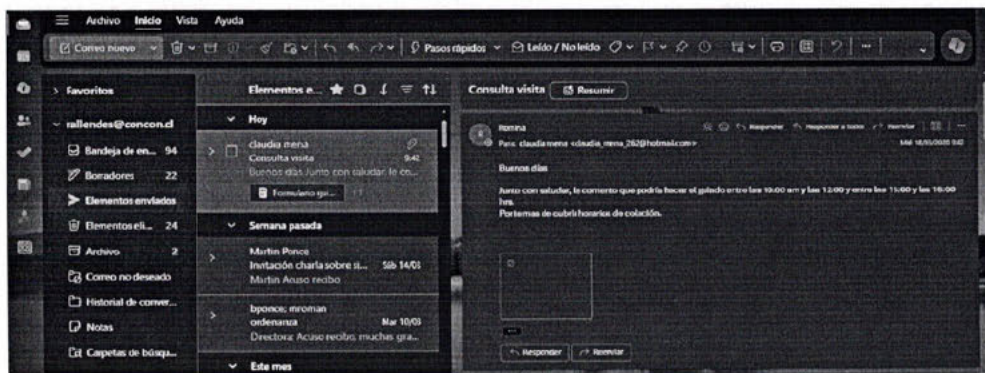 Archivo Inicio Vista Ayuda
Correo nuevo
Pasos rápidos
Leído / No leído
Favoritos
rallendes@concon.cl
Bandeja de en... 94
Borradores 22
Elementos enviados
Elementos eli... 24
Archivo 2
Correo no deseado
Historial de conver...
Notas
Carpetas de búsqu...
Elementos e...
Hoy
claudia mena
Consulta visita 9:42
Buenos días Junto con saludar, le co...
Formulario
Semana pasada
Martin Ponce
Invitación charla sobre si... Sáb 14/03
Martin Acuso recibo
bponce; mroman
ordenanza Mar 10/03
Directora: Acuso recibo, muchas gra...
Este mes
Consulta visita
Resumir
Romina
Responder Responder a todos Reenviar
Para: claudia mena <claudia_mena_262@hotmail.com>
Buenos días
Junto con saludar, le comento que podría hacer el entre las 10:00 am y las 12:00 y entre las 15:00 y las 16:00
hrs.
Por temas de cubrir horarios de colación.
Responder
Reenviar